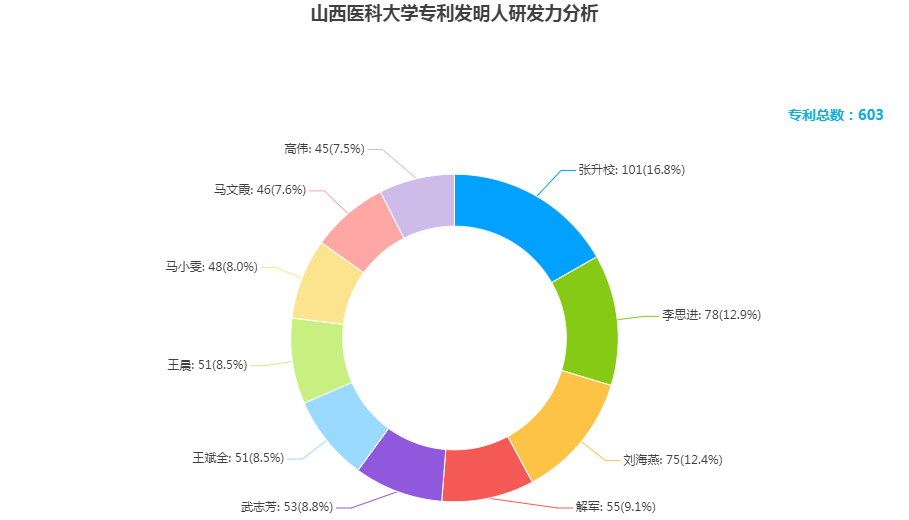 山西医科大学专利发明人研发力分析
专利总数：603
高伟: 45(7.5%)
张升校: 101(16.8%)
马文霞: 46(7.6%)
马小雯: 48(8.0%)
李思进: 78(12.9%)
王晨: 51(8.5%)
王斌全: 51(8.5%)
刘海燕: 75(12.4%)
武志芳: 53(8.8%)
解军: 55(9.1%)